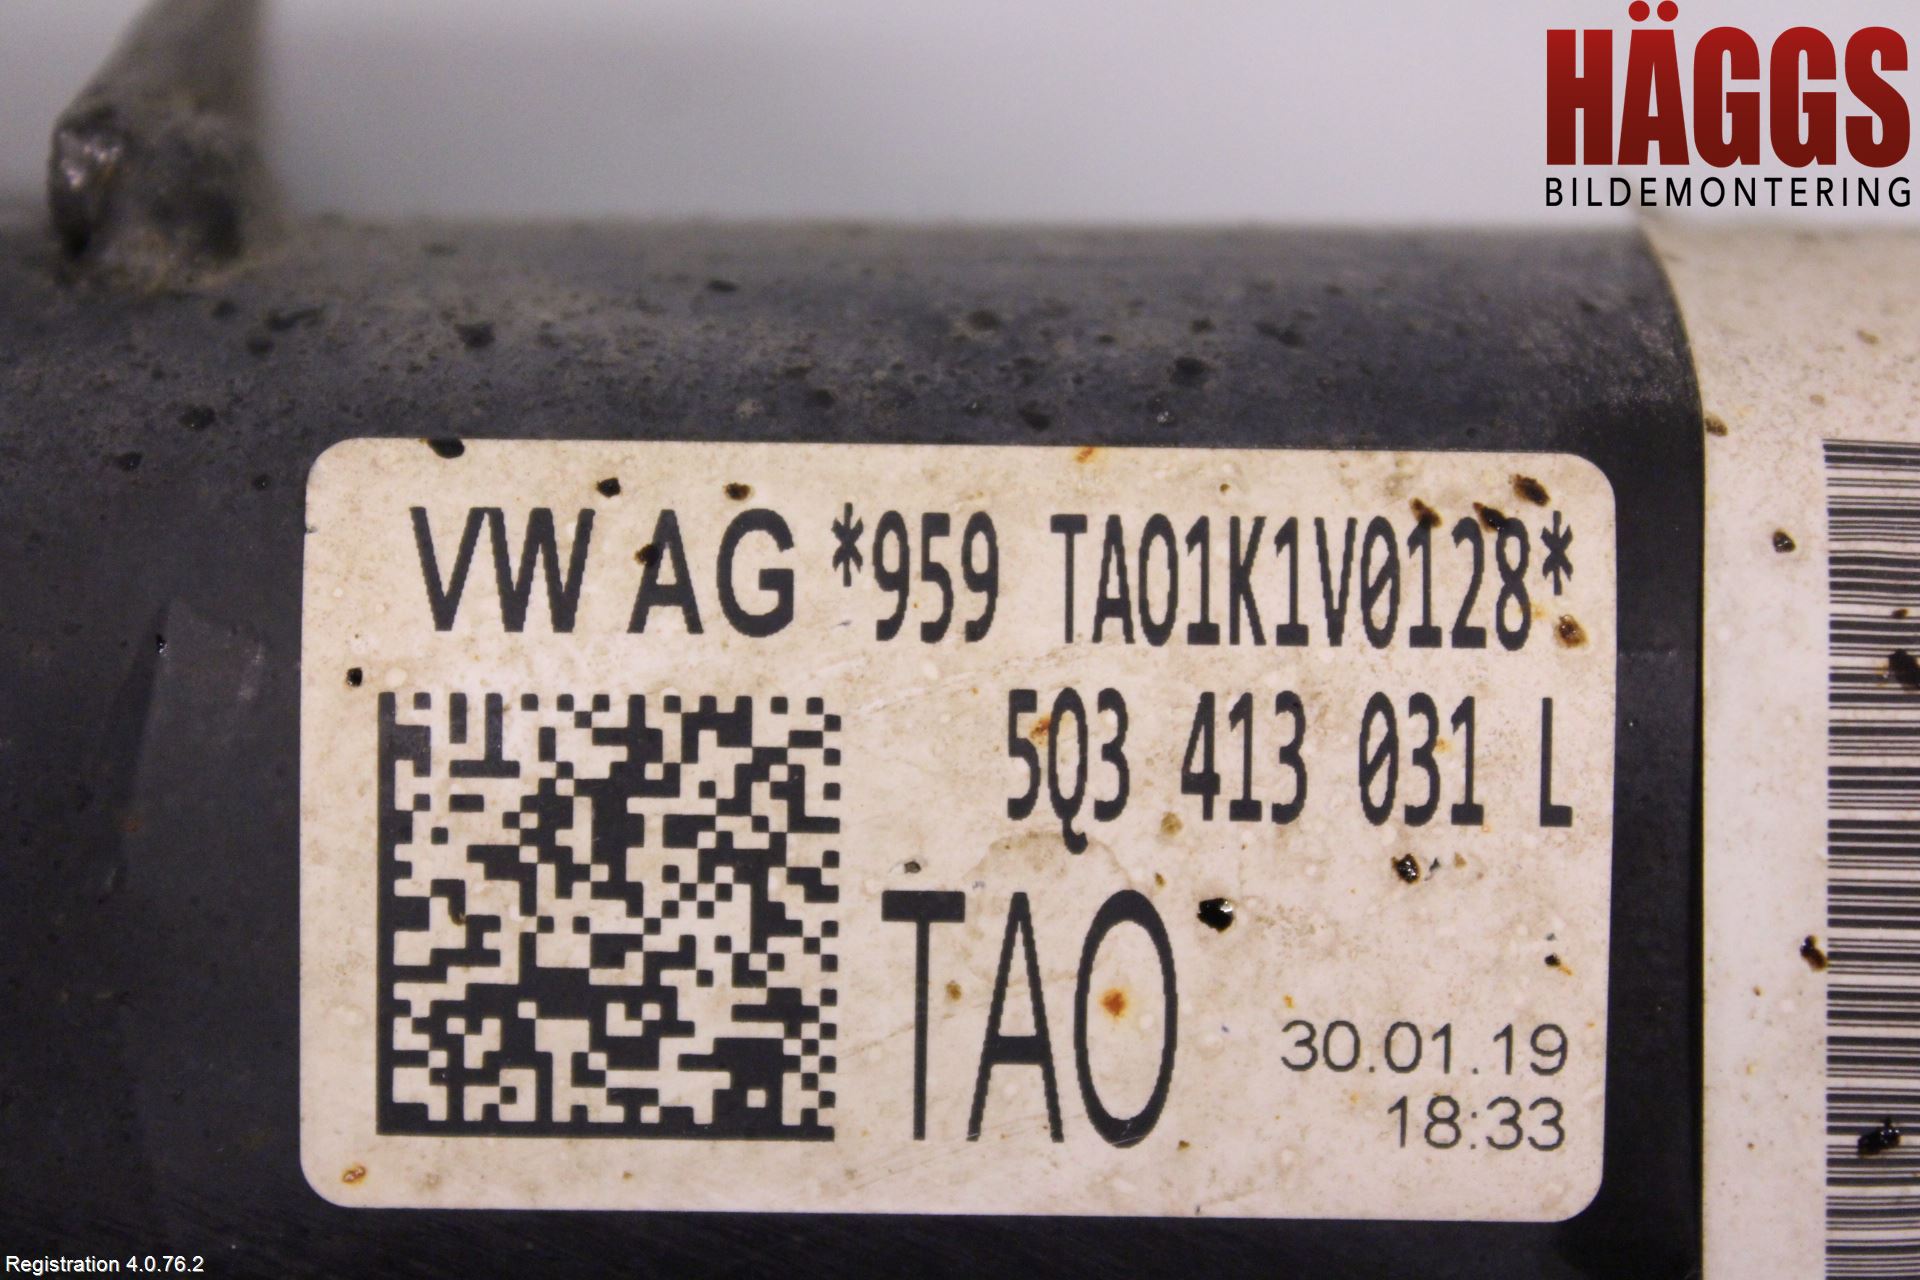 HÄGGS
BILDEMONTERING
VW AG *959 TAO1K1V0128*
5Q3 413 031 L
TAO
30.01.19
18:33
Registration 4.0.76.2